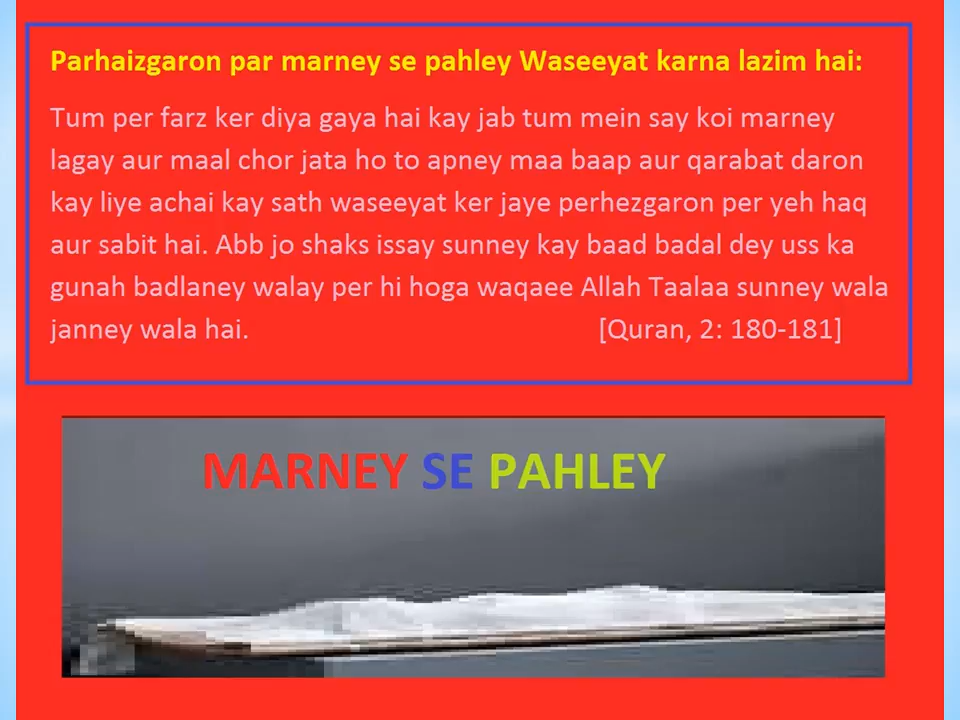 Parhaizgaron par marney se pahley Waseeyat karna lazim hai:
Tum per farz ker diya gaya hai kay jab tum mein say koi marney
lagay aur maal chor jata ho to apney maa baap aur qarabat daron
kay liye achai kay sath waseeyat ker jaye perhezgaron per yeh haq
aur sabit hai. Abb jo shaks issay sunney kay baad badal dey uss ka
gunah badlaney walay per hi hoga waqaee Allah Taalaa sunney wala
janney wala hai. [Quran, 2: 180-181]
MARNEY SE PAHLEY